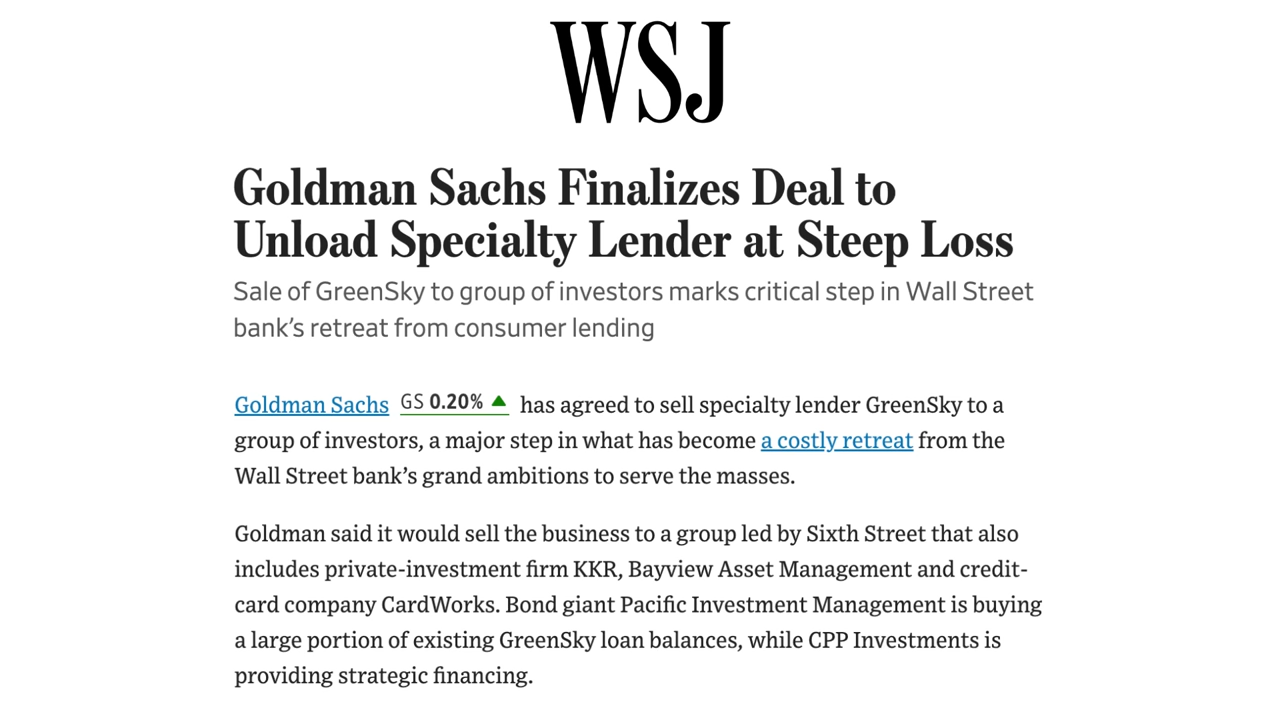 WSJ
Goldman Sachs Finalizes Deal to
Unload Specialty Lender at Steep Loss
Sale of GreenSky to group of investors marks critical step in Wall Street
bank’s retreat from consumer lending
Goldman Sachs GS 0.20% ▲ has agreed to sell specialty lender GreenSky to a
group of investors, a major step in what has become a costly retreat from the
Wall Street bank’s grand ambitions to serve the masses.
Goldman said it would sell the business to a group led by Sixth Street that also
includes private-investment firm KKR, Bayview Asset Management and credit-
card company CardWorks. Bond giant Pacific Investment Management is buying
a large portion of existing GreenSky loan balances, while CPP Investments is
providing strategic financing.